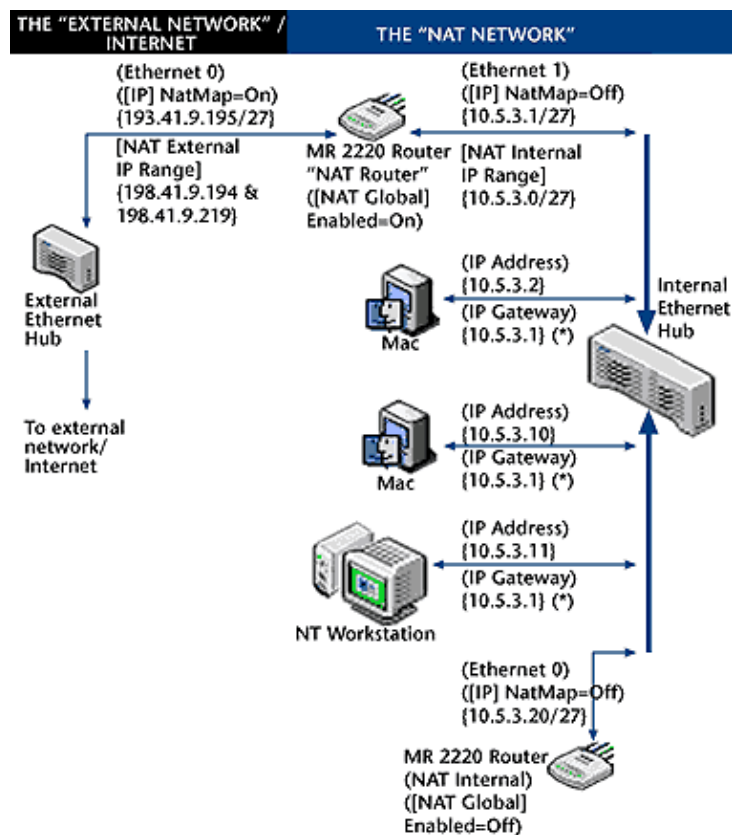 THE “EXTERNAL NETWORK” /
INTERNET
THE “NAT NETWORK”
(Ethernet 0)
([IP] NatMap=On)
{193.41.9.195/27}
[NAT External
IP Range]
{198.41.9.194 &
198.41.9.219}
MR 2220 Router
“NAT Router”
([NAT Global]
Enabled=On)
(Ethernet 1)
([IP] NatMap=Off)
{10.5.3.1/27}
[NAT Internal
IP Range]
{10.5.3.0/27}
External
Ethernet
Hub
To external
network/
Internet
Mac
(IP Address)
{10.5.3.2}
(IP Gateway)
{10.5.3.1} (*)
Internal
Ethernet
Hub
Mac
(IP Address)
{10.5.3.10}
(IP Gateway)
{10.5.3.1} (*)
NT Workstation
(IP Address)
{10.5.3.11}
(IP Gateway)
{10.5.3.1} (*)
(Ethernet 0)
([IP] NatMap=Off)
{10.5.3.20/27}
MR 2220 Router
(NAT Internal)
([NAT Global]
Enabled=Off)